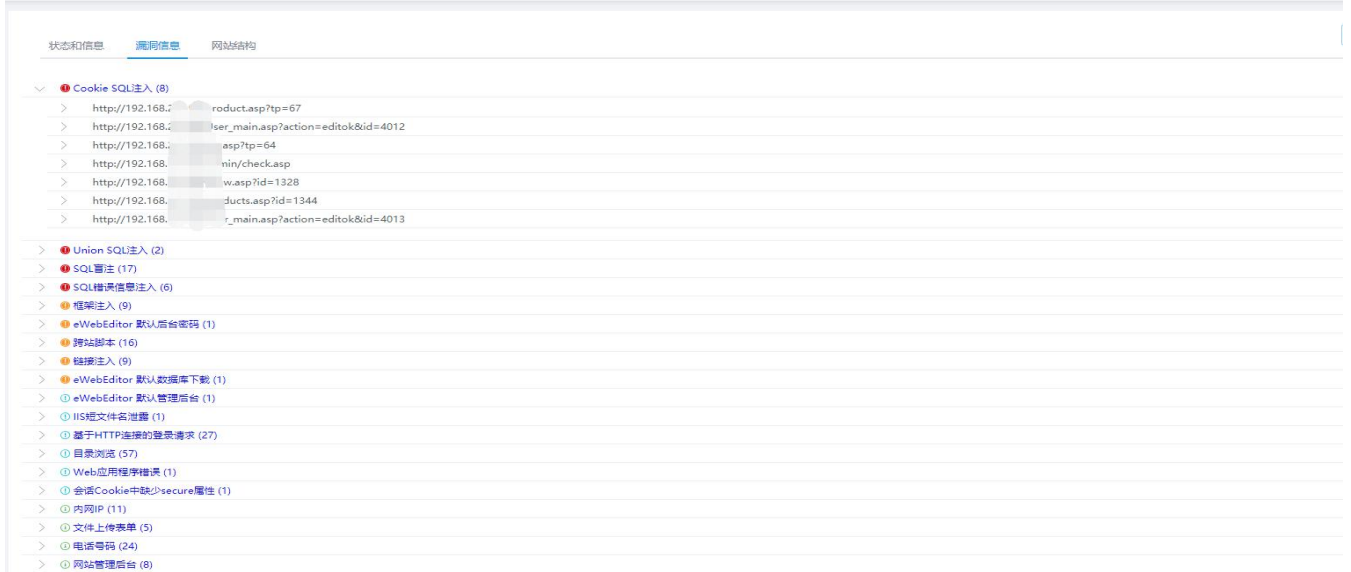 状态和信息 漏洞信息 网站结构
Cookie SQL注入 (8)
http://192.168.2 roduct.asp?tp=67
http://192.168.2 ser_main.asp?action=editok&id=4012
http://192.168. asp?tp=64
http://192.168. min/check.asp
http://192.168. w.asp?id=1328
http://192.168. ducts.asp?id=1344
http://192.168. r_main.asp?action=editok&id=4013
Union SQL注入 (2)
SQL盲注 (17)
SQL错误信息注入 (6)
框架注入 (9)
eWebEditor 默认后台密码 (1)
跨站脚本 (16)
链接注入 (9)
eWebEditor 默认数据库下载 (1)
eWebEditor 默认管理后台 (1)
IIS短文件名泄露 (1)
基于HTTP连接的登录请求 (27)
目录浏览 (57)
Web应用程序错误 (1)
会话Cookie中缺少secure属性 (1)
内网IP (11)
文件上传表单 (5)
电话号码 (24)
网站管理后台 (8)